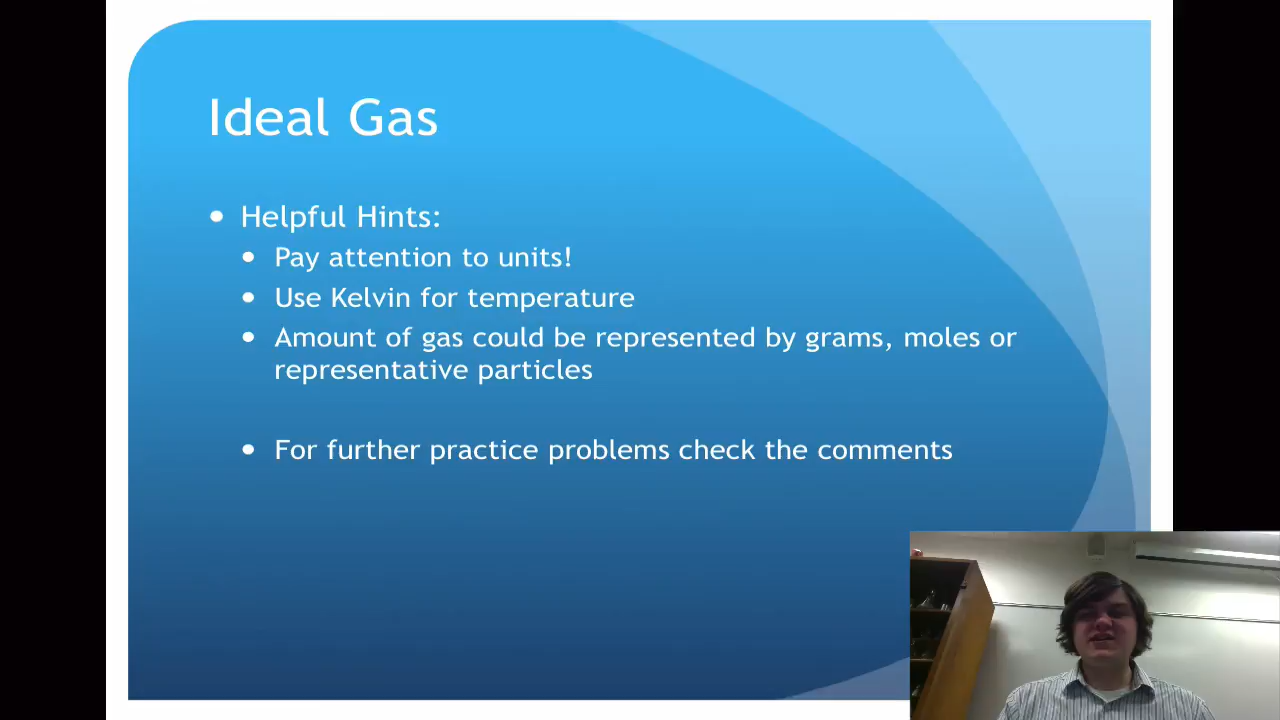 Ideal Gas
Helpful Hints:
Pay attention to units!
Use Kelvin for temperature
Amount of gas could be represented by grams, moles or
representative particles
For further practice problems check the comments